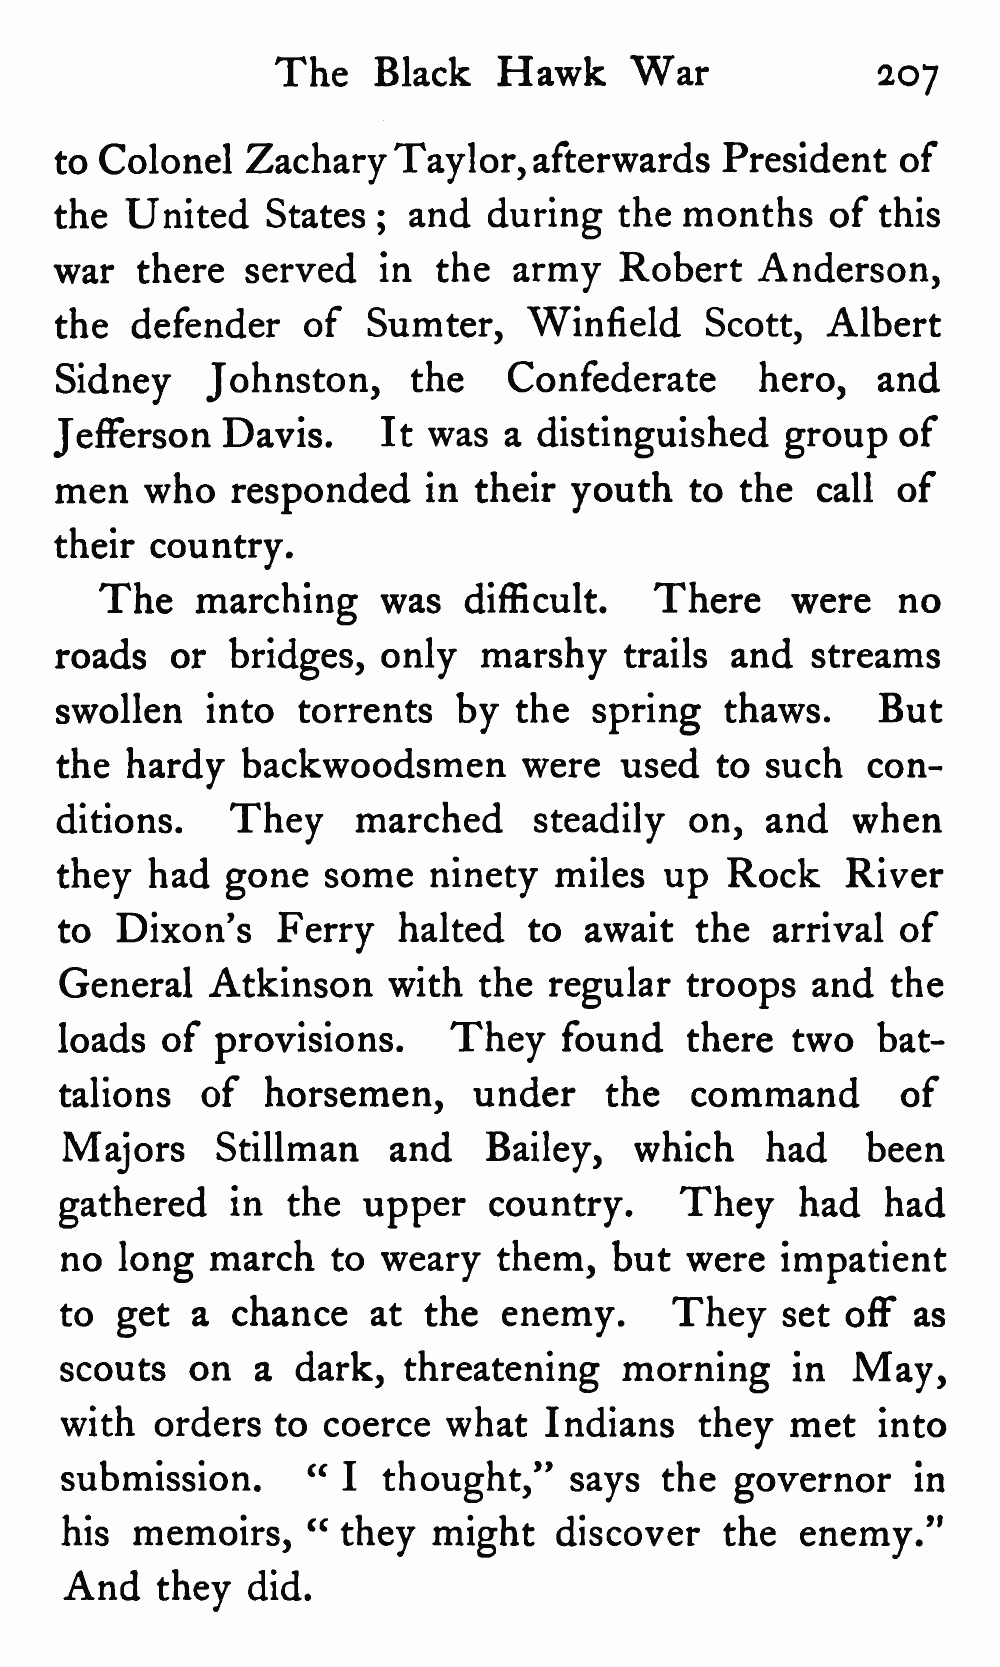 The Black Hawk War 207
to Colonel Zachary Taylor, afterwards President of
the United States ; and during the months of this
war there served in the army Robert Anderson,
the defender of Sumter, Winfield Scott, Albert
Sidney Johnston, the Confederate hero, and
Jefferson Davis. It was a distinguished group of
men who responded in their youth to the call of
their country.
The marching was difficult. There were no
roads or bridges, only marshy trails and streams
swollen into torrents by the spring thaws. But
the hardy backwoodsmen were used to such con-
ditions. They marched steadily on, and when
they had gone some ninety miles up Rock River
to Dixon's Ferry halted to await the arrival of
General Atkinson with the regular troops and the
loads of provisions. They found there two bat-
talions of horsemen, under the command of
Majors Stillman and Bailey, which had been
gathered in the upper country. They had had
no long march to weary them, but were impatient
to get a chance at the enemy. They set off as
scouts on a dark, threatening morning in May,
with orders to coerce what Indians they met into
submission. “ I thought,” says the governor in
his memoirs, “ they might discover the enemy.”
And they did.